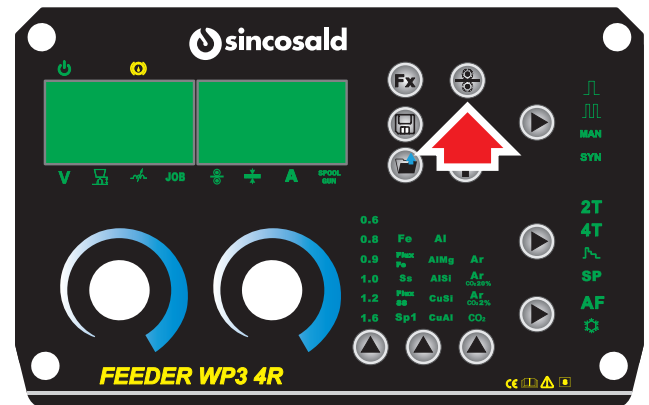 sincosald
Fx
V
JOB
A
SPOOL
GUN
MAN
SYN
2T
4T
SP
AF
0.6
0.8 Fe Al
0.9 Flux Fe AlMg Ar
1.0 Ss AlSi Ar CO₂ 20%
1.2 Flux SS CuSi Ar CO₂ 2%
1.6 Sp1 CuAl CO₂
FEEDER WP3 4R
CE